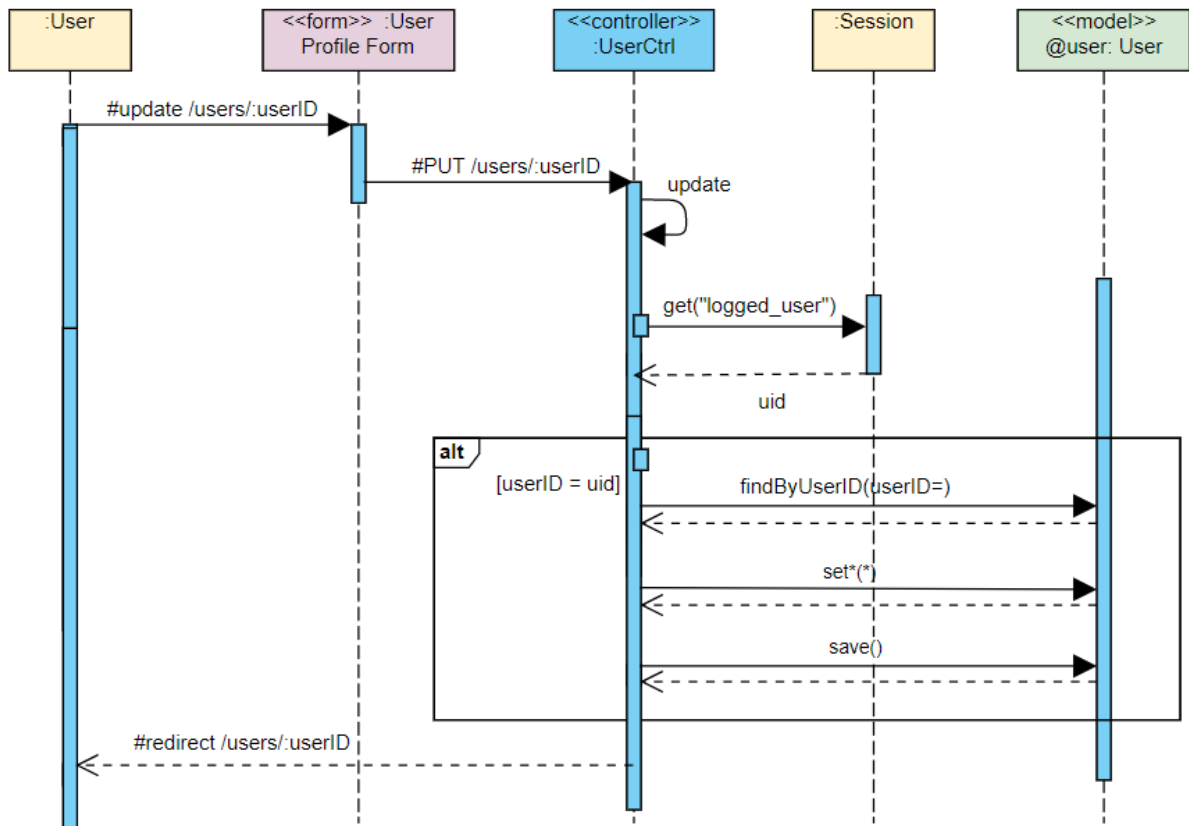 :User
<<form>> :User
Profile Form
<<controller>>
:UserCtrl
:Session
<<model>>
@user: User
#update /users/:userID
#PUT /users/:userID
update
get("logged_user")
uid
alt
[userID = uid]
findByUserID(userID=)
set*(*)
save()
#redirect /users/:userID